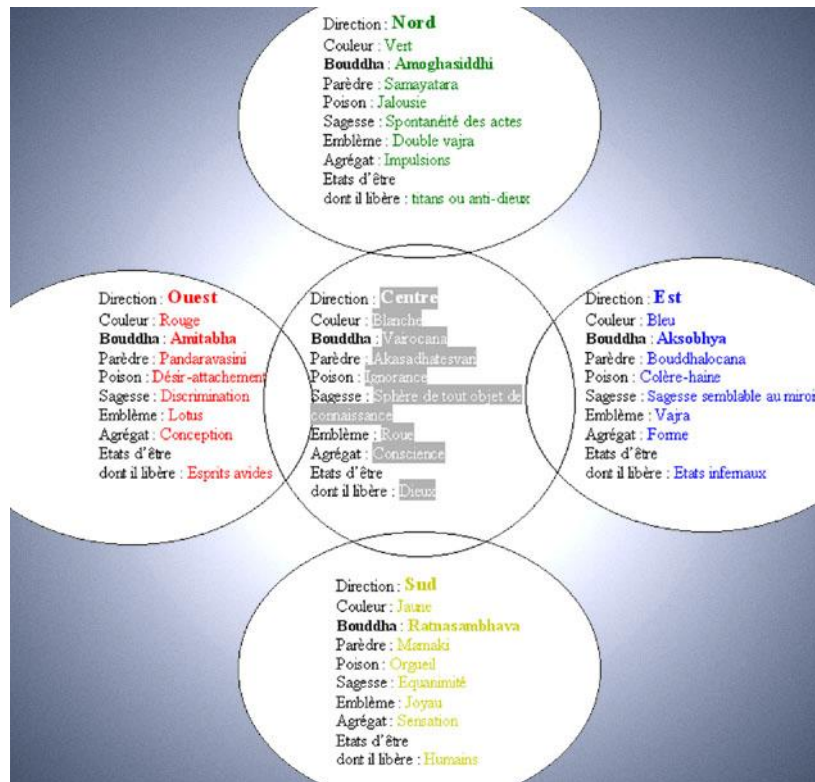 Direction : Nord
Couleur : Vert
Bouddha : Amoghasiddhi
Parèdre : Samayatara
Poison : Jalousie
Sagesse : Spontanéité des actes
Emblème : Double vajra
Agrégat : Impulsions
Etats d'être
dont il libère : titans ou anti-dieux
Direction : Ouest
Couleur : Rouge
Bouddha : Amitabha
Parèdre : Pandaravasini
Poison : Désir-attachement
Sagesse : Discrimination
Emblème : Lotus
Agrégat : Conception
Etats d'être
dont il libère : Esprits avides
Direction : Centre
Couleur : Blanche
Bouddha : Vairocana
Parèdre : Akasadhatesvari
Poison : Ignorance
Sagesse : Sphère de tout objet de
connaissance
Emblème : Roue
Agrégat : Conscience
Etats d'être
dont il libère : Dieux
Direction : Est
Couleur : Bleu
Bouddha : Aksobhya
Parèdre : Bouddhalocana
Poison : Colère-haine
Sagesse : Sagesse semblable au miroi
Emblème : Vajra
Agrégat : Forme
Etats d'être
dont il libère : Etats infernaux
Direction : Sud
Couleur : Jaune
Bouddha : Ratnasambhava
Parèdre : Mamaki
Poison : Orgueil
Sagesse : Equanimité
Emblème : Joyau
Agrégat : Sensation
Etats d'être
dont il libère : Humains